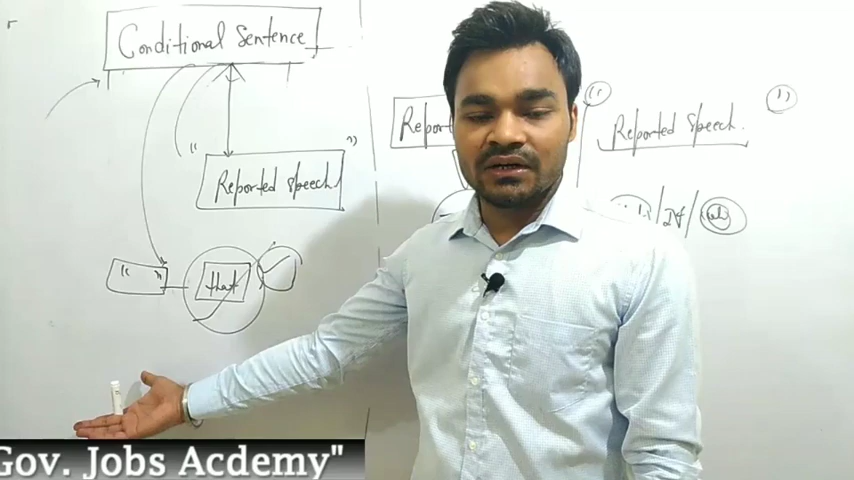 Conditional Sentence
" Reported Speech "
" "
that
Reported Speech.
Gov. Jobs Acdemy"